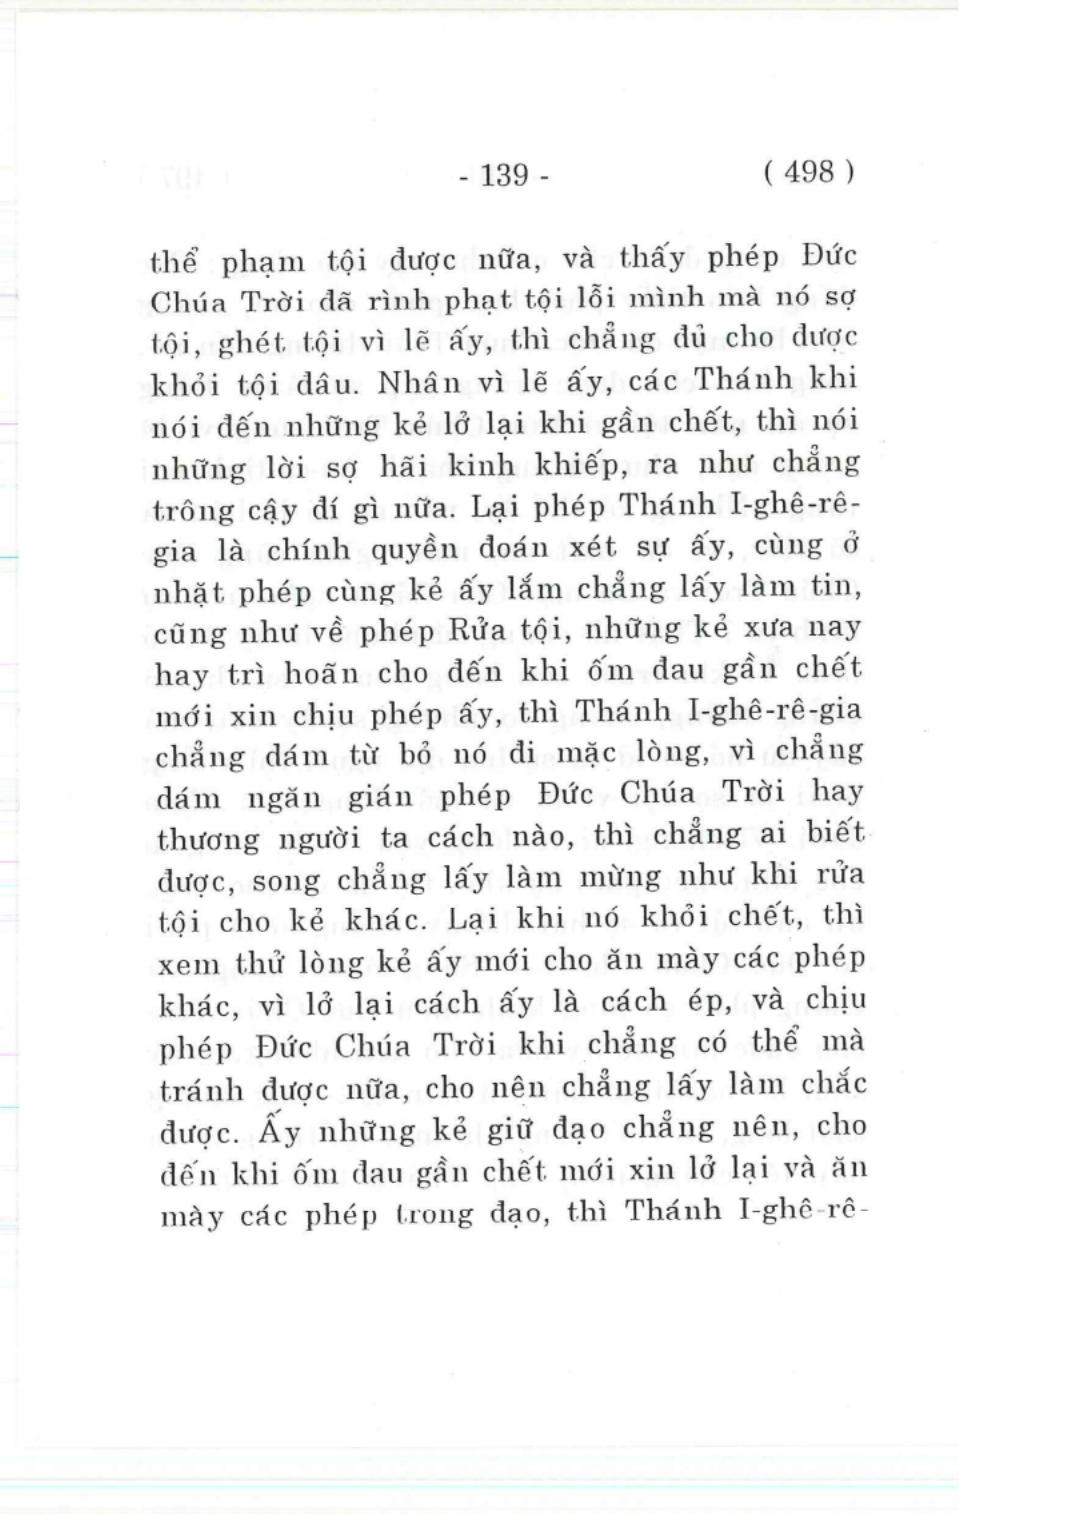 - 139 - ( 498 )
thể phạm tội được nữa, và thấy phép Đức
Chúa Trời đã rình phạt tội lỗi mình mà nó sợ
tội, ghét tội vì lẽ ấy, thì chẳng đủ cho được
khỏi tội dâu. Nhân vì lẽ ấy, các Thánh khi
nói đến những kẻ lở lại khi gần chết, thì nói
những lời sợ hãi kinh khiếp, ra như chẳng
trông cậy dí gì nữa. Lại phép Thánh I-ghê-rê-
gia là chính quyền đoán xét sự ấy, cùng ở
nhặt phép cùng kẻ ấy lắm chẳng lấy làm tin,
cũng như về phép Rửa tội, những kẻ xưa nay
hay trì hoãn cho đến khi ốm đau gần chết
mới xin chịu phép ấy, thì Thánh I-ghê-rê-gia
chẳng dám từ bỏ nó đi mặc lòng, vì chẳng
dám ngăn gián phép Đức Chúa Trời hay
thương người ta cách nào, thì chẳng ai biết
được, song chẳng lấy làm mừng như khi rửa
tội cho kẻ khác. Lại khi nó khỏi chết, thì
xem thử lòng kẻ ấy mới cho ăn mày các phép
khác, vì lở lại cách ấy là cách ép, và chịu
phép Đức Chúa Trời khi chẳng có thể mà
tránh được nữa, cho nên chẳng lấy làm chắc
được. Ấy những kẻ giữ đạo chẳng nên, cho
đến khi ốm đau gần chết mới xin lở lại và ăn
mày các phép trong đạo, thì Thánh I-ghê-rê-